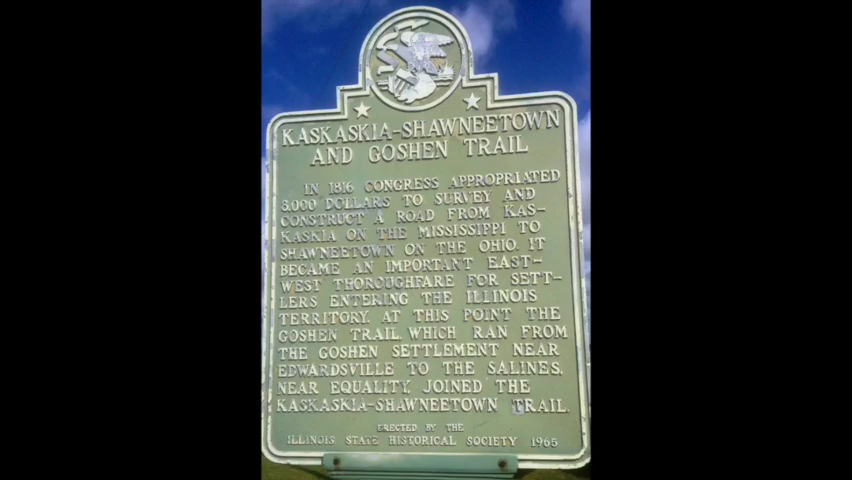 KASKASKIA-SHAWNEETOWN
AND GOSHEN TRAIL
IN 1816 CONGRESS APPROPRIATED
8,000 DOLLARS TO SURVEY AND
CONSTRUCT A ROAD FROM KAS-
KASKIA ON THE MISSISSIPPI TO
SHAWNEETOWN ON THE OHIO. IT
BECAME AN IMPORTANT EAST-
WEST THOROUGHFARE FOR SETT-
LERS ENTERING THE ILLINOIS
TERRITORY. AT THIS POINT THE
GOSHEN TRAIL, WHICH RAN FROM
THE GOSHEN SETTLEMENT NEAR
EDWARDSVILLE TO THE SALINES,
NEAR EQUALITY, JOINED THE
KASKASKIA-SHAWNEETOWN TRAIL.
ERECTED BY THE
ILLINOIS STATE HISTORICAL SOCIETY 1965